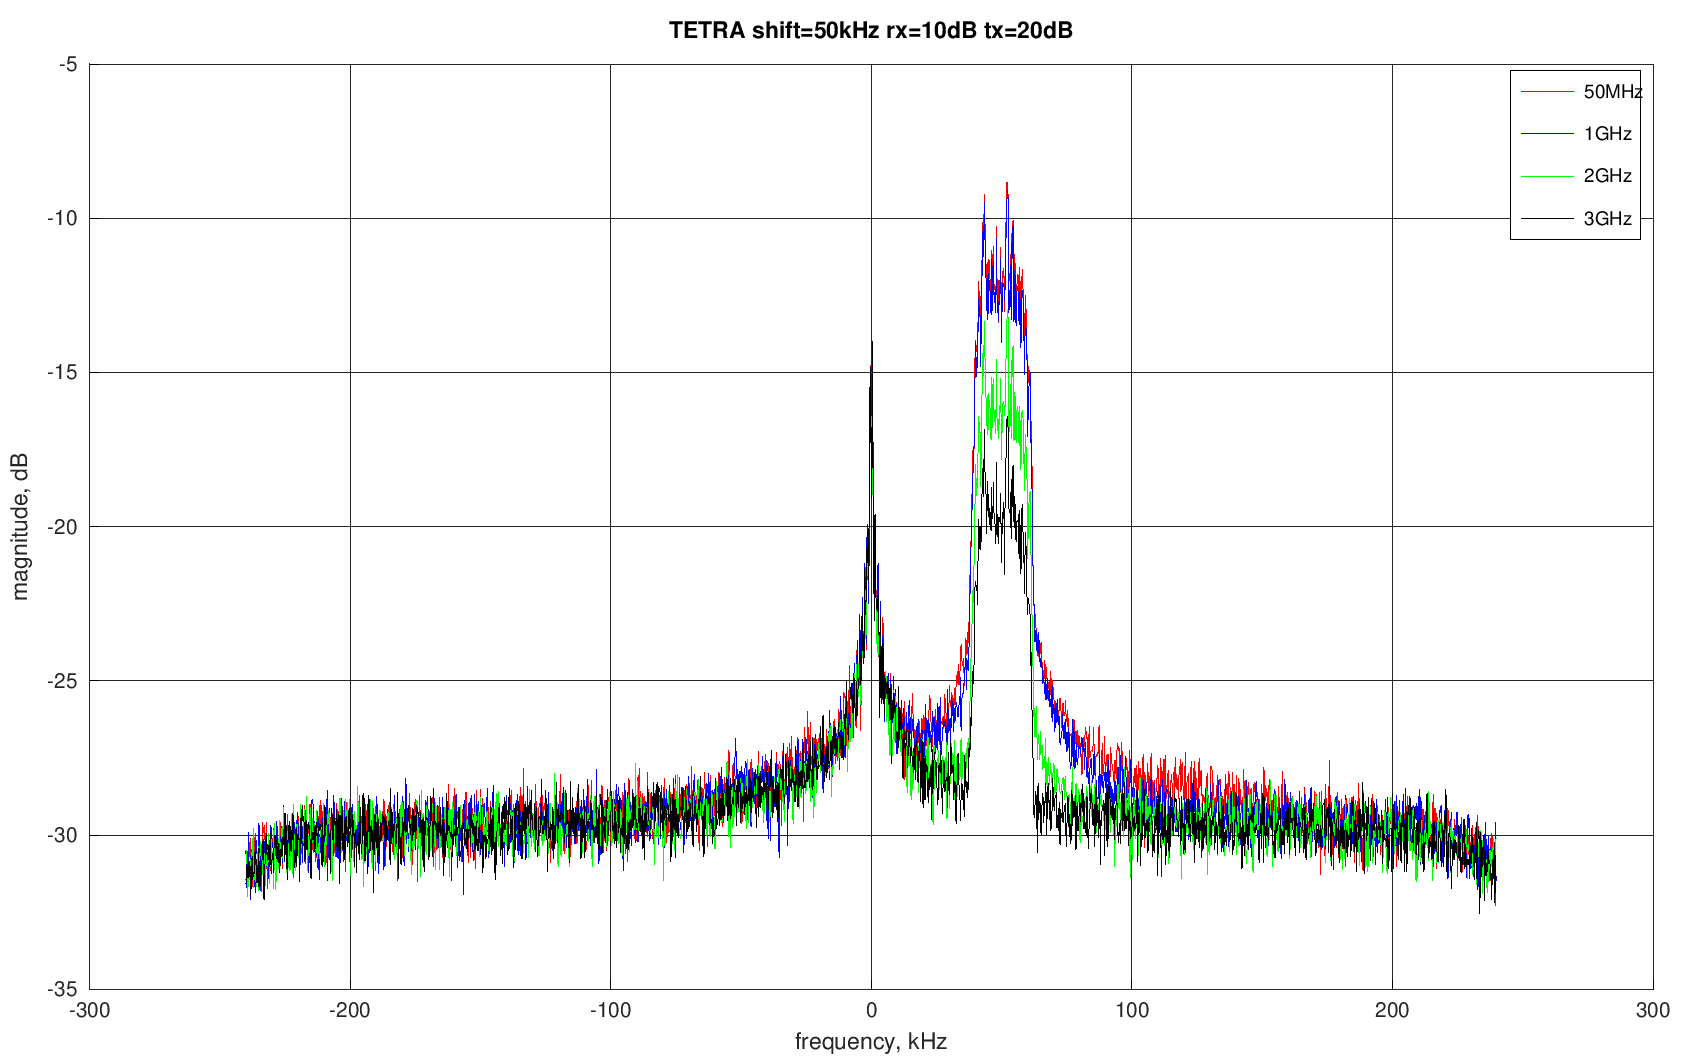 TETRA shift=50kHz rx=10dB tx=20dB
-5
50MHz
1GHz
2GHz
3GHz
-10
-15
-20
-25
-30
-35
magnitude, dB
-300
-200
-100
0
100
200
300
frequency, kHz